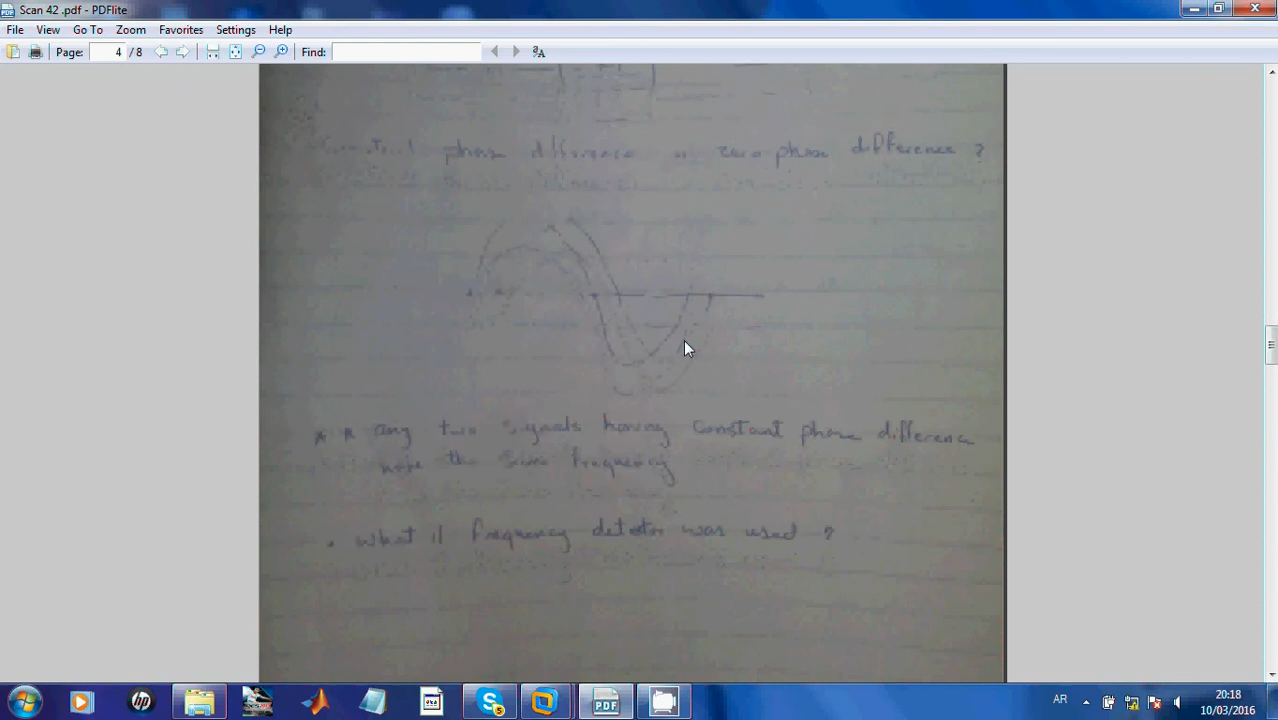 Scan 42 .pdf - PDFlite
File View Go To Zoom Favorites Settings Help
Page: 4 / 8 Find:
phase difference or zero phase difference ?
* * any two signals having constant phase difference
have the same frequency
. what if frequency detector was used ?
AR 20:18
10/03/2016